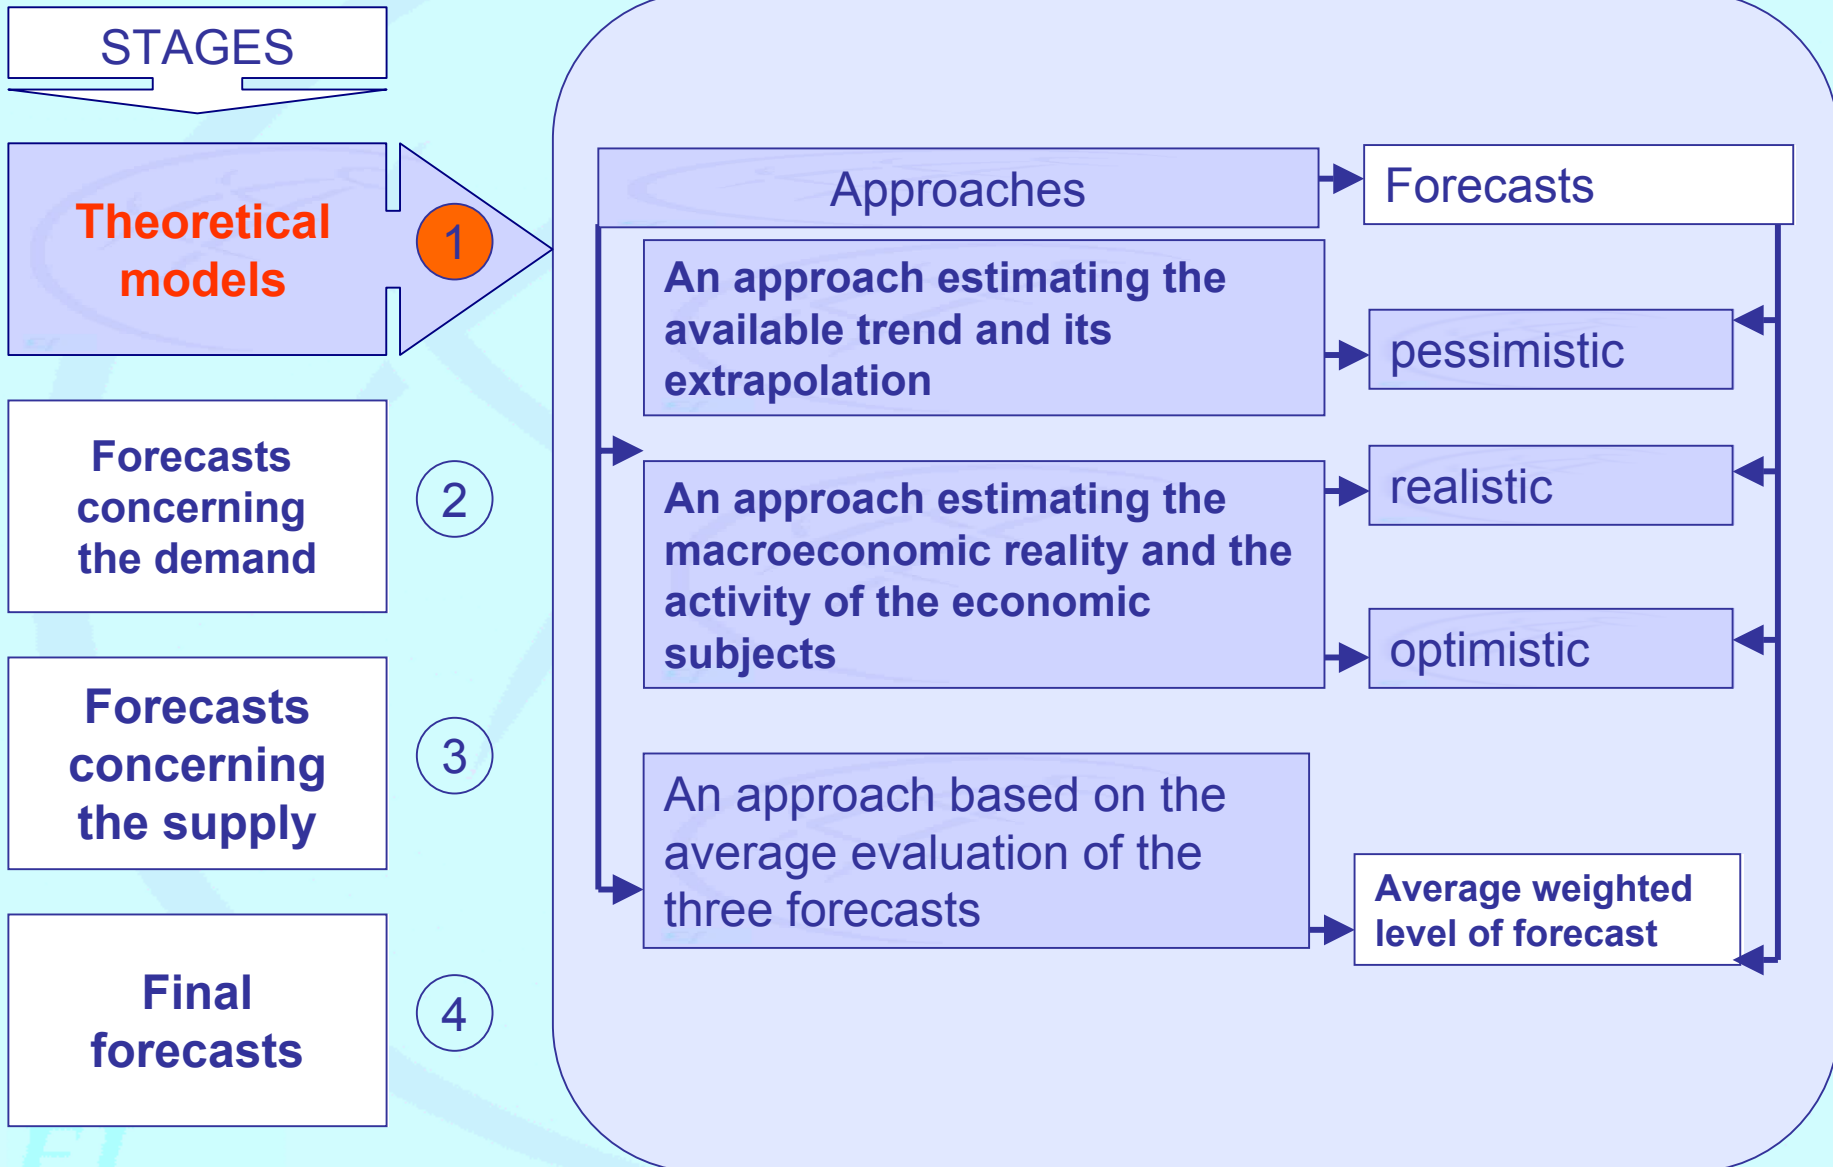 STAGES
Theoretical
models
1
Forecasts
concerning
the demand
2
Forecasts
concerning
the supply
3
Final
forecasts
4
Approaches
Forecasts
An approach estimating the
available trend and its
extrapolation
pessimistic
An approach estimating the
macroeconomic reality and the
activity of the economic
subjects
realistic
optimistic
An approach based on the
average evaluation of the
three forecasts
Average weighted
level of forecast